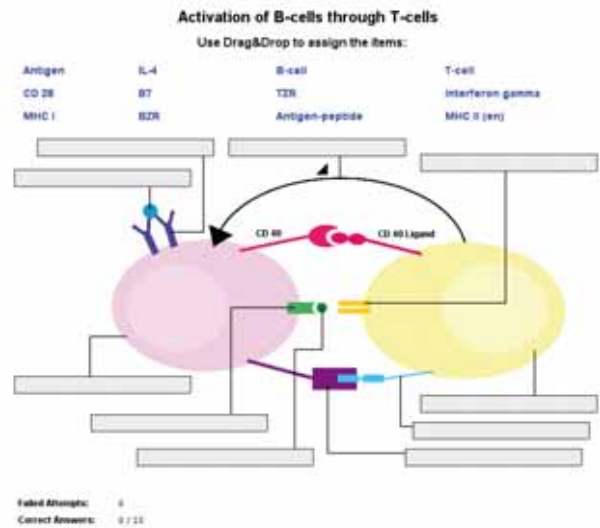 Activation of B-cells through T-cells
Use Drag&Drop to assign the items:
Antigen IL-4 B-cell T-cell
CD 28 B7 TZR Interferon gamma
MHC I BZR Antigen-peptide MHC II (en)
CD 40 CD 40 Ligand
Failed Attempts:
Correct Answers: